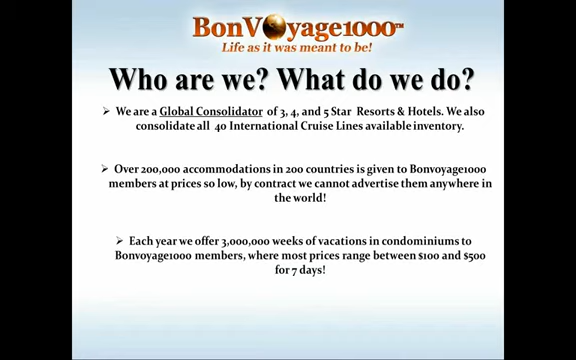 BonVoyage1000™
Life as it was meant to be!
Who are we? What do we do?
➢ We are a Global Consolidator of 3, 4, and 5 Star Resorts & Hotels. We also
consolidate all 40 International Cruise Lines available inventory.
➢ Over 200,000 accommodations in 200 countries is given to Bonvoyage1000
members at prices so low, by contract we cannot advertise them anywhere in
the world!
➢ Each year we offer 3,000,000 weeks of vacations in condominiums to
Bonvoyage1000 members, where most prices range between $100 and $500
for 7 days!